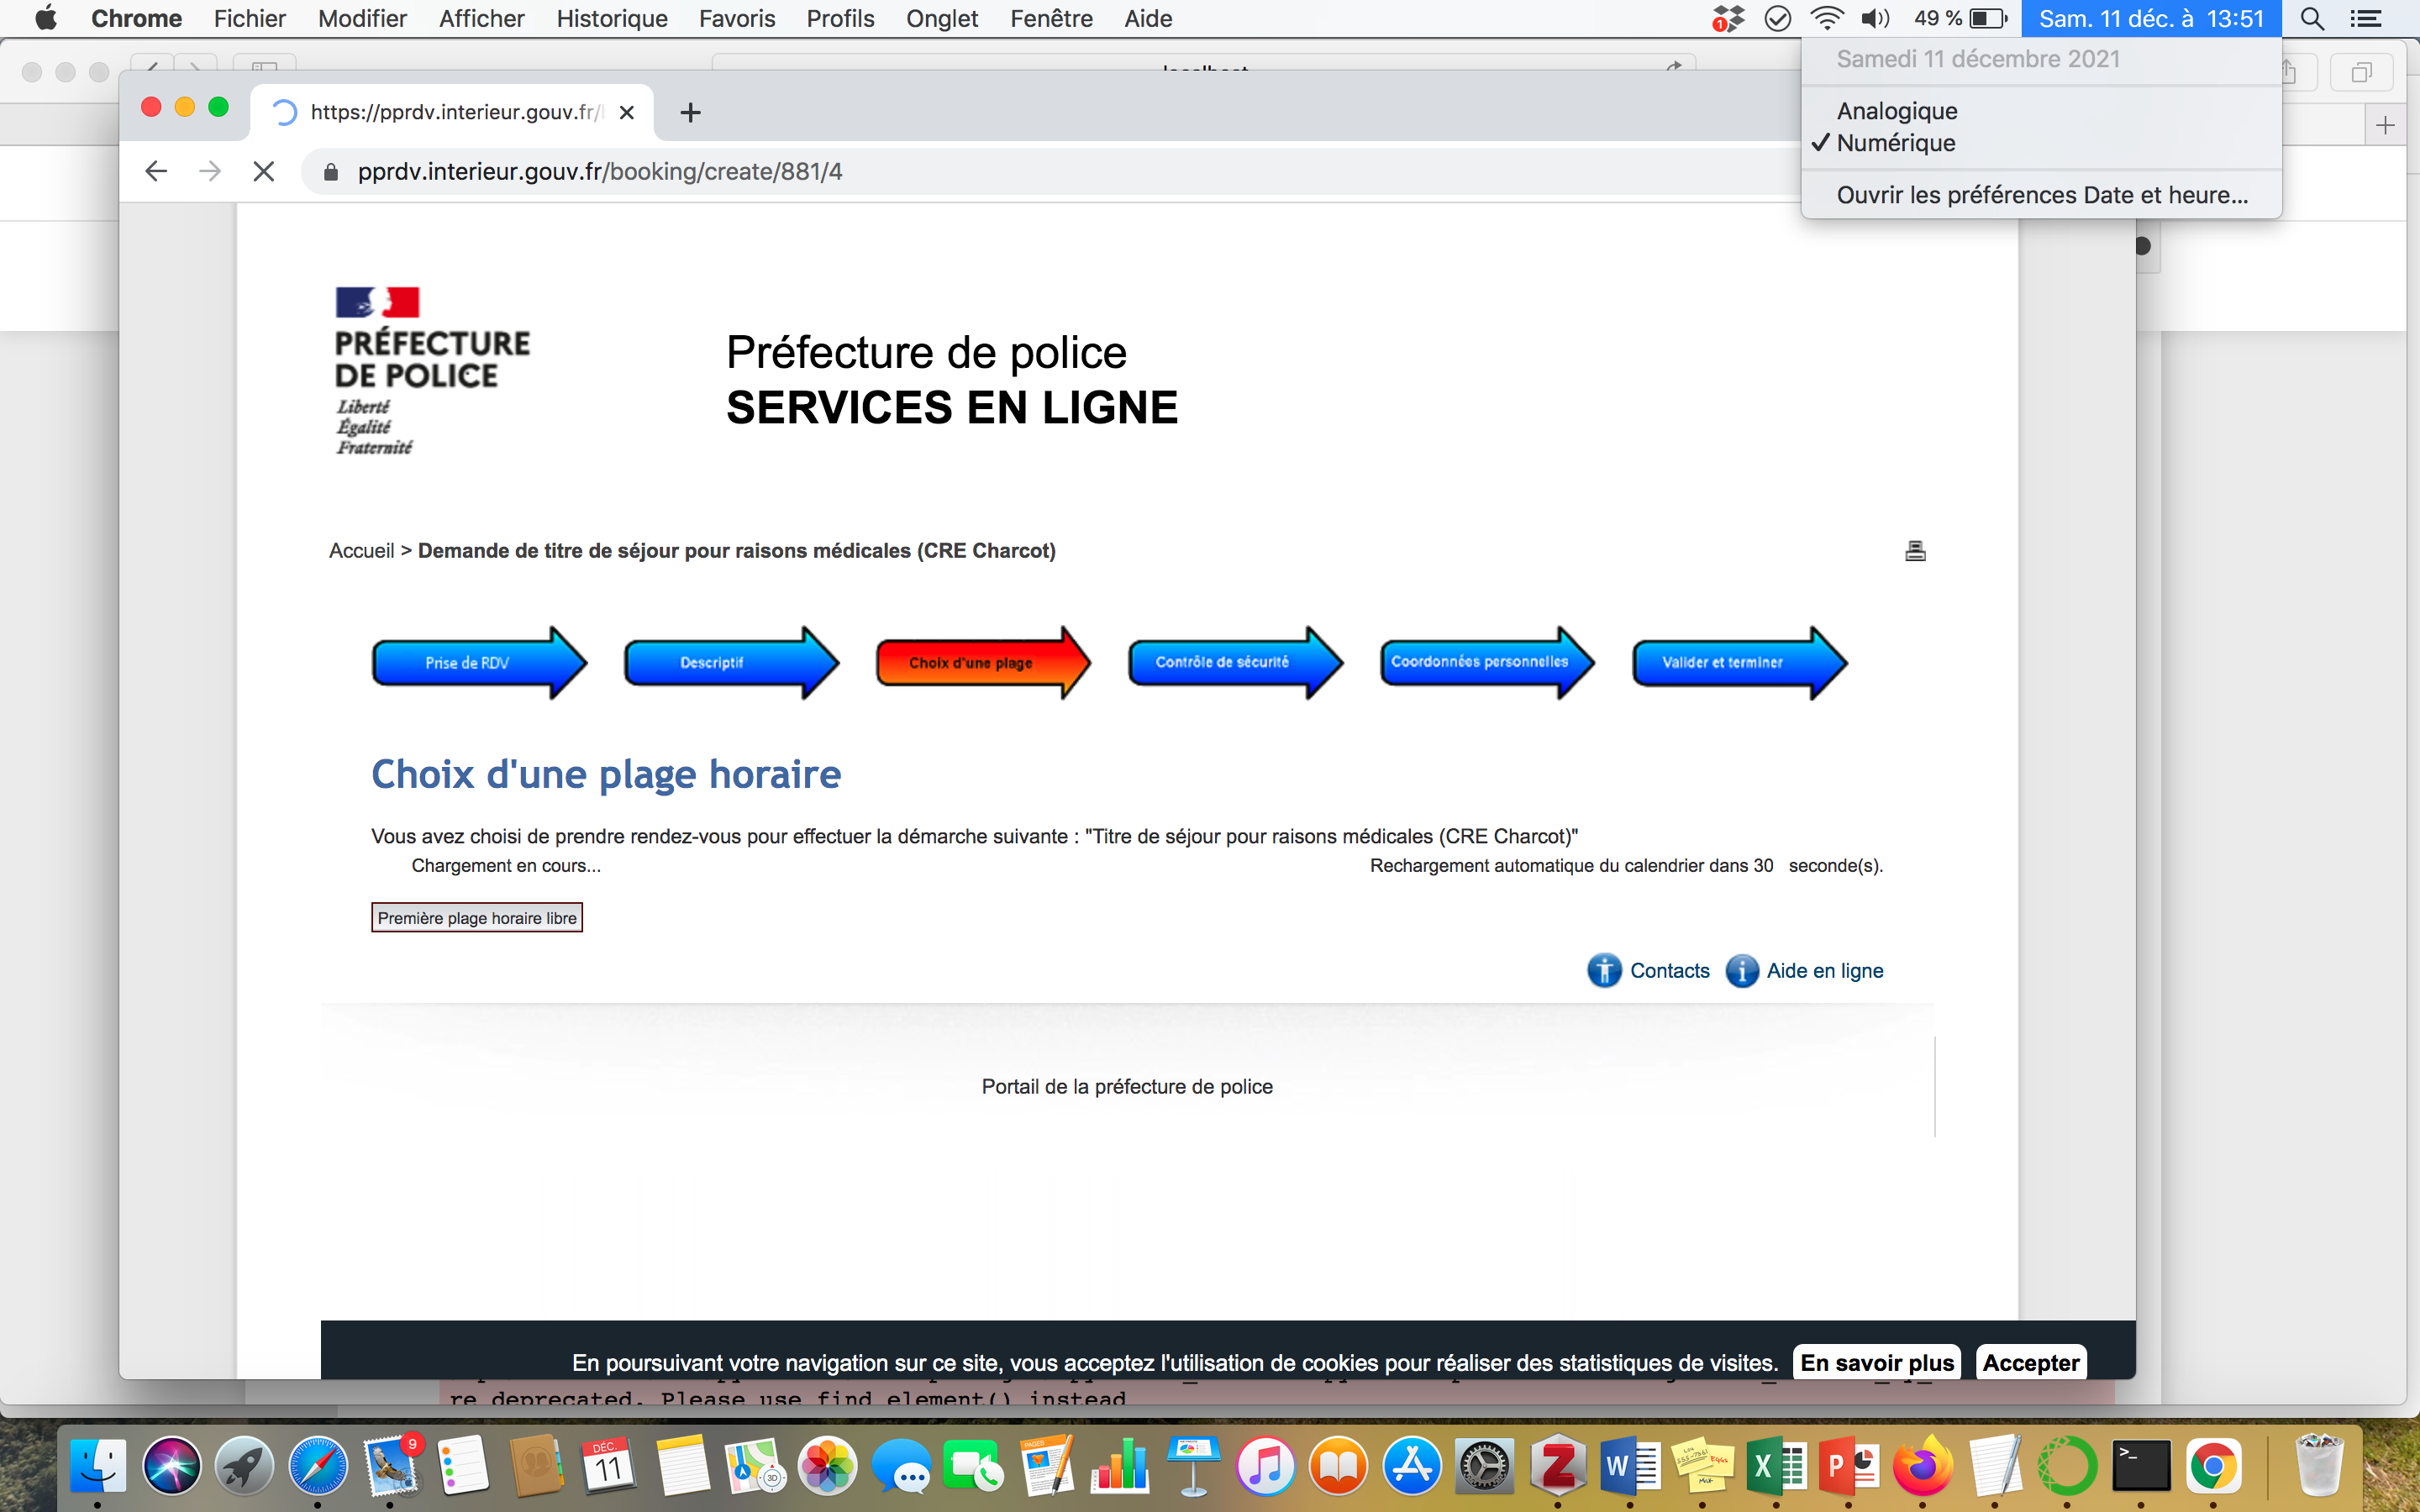 Chrome Fichier Modifier Afficher Historique Favoris Profils Onglet Fenêtre Aide 1 49 % Sam. 11 déc. à 13:51
Samedi 11 décembre 2021
Analogique
✓ Numérique
Ouvrir les préférences Date et heure...
https://pprdv.interieur.gouv.fr/
pprdv.interieur.gouv.fr/booking/create/881/4
PRÉFECTURE
DE POLICE
Liberté
Égalité
Fraternité
Préfecture de police
SERVICES EN LIGNE
Accueil > Demande de titre de séjour pour raisons médicales (CRE Charcot)
Prise de RDV Descriptif Choix d'une plage Contrôle de sécurité Coordonnées personnelles Valider et terminer
Choix d'une plage horaire
Vous avez choisi de prendre rendez-vous pour effectuer la démarche suivante : "Titre de séjour pour raisons médicales (CRE Charcot)"
Chargement en cours... Rechargement automatique du calendrier dans 30 seconde(s).
Première plage horaire libre
Contacts Aide en ligne
Portail de la préfecture de police
En poursuivant votre navigation sur ce site, vous acceptez l'utilisation de cookies pour réaliser des statistiques de visites. En savoir plus Accepter
re deprecated. Please use find_element() instead
9
DÉC.
11
3D
PAGES
Z
W
X
P
>_